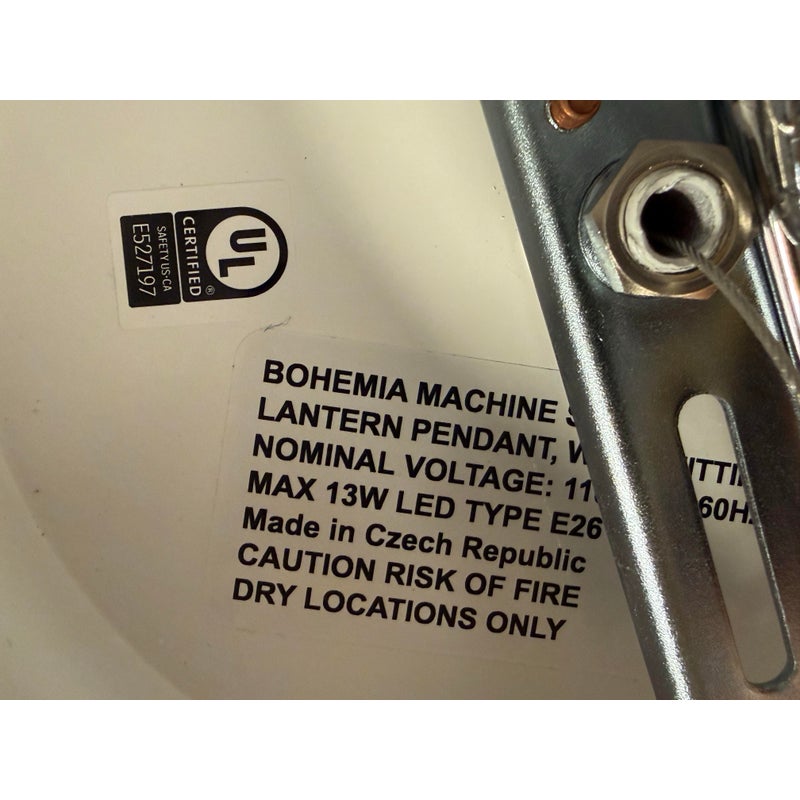 UL
CERTIFIED®
SAFETY US-CA
E527197
BOHEMIA MACHINE
LANTERN PENDANT,
NOMINAL VOLTAGE: 60Hz
MAX 13W LED TYPE E26
Made in Czech Republic
CAUTION RISK OF FIRE
DRY LOCATIONS ONLY